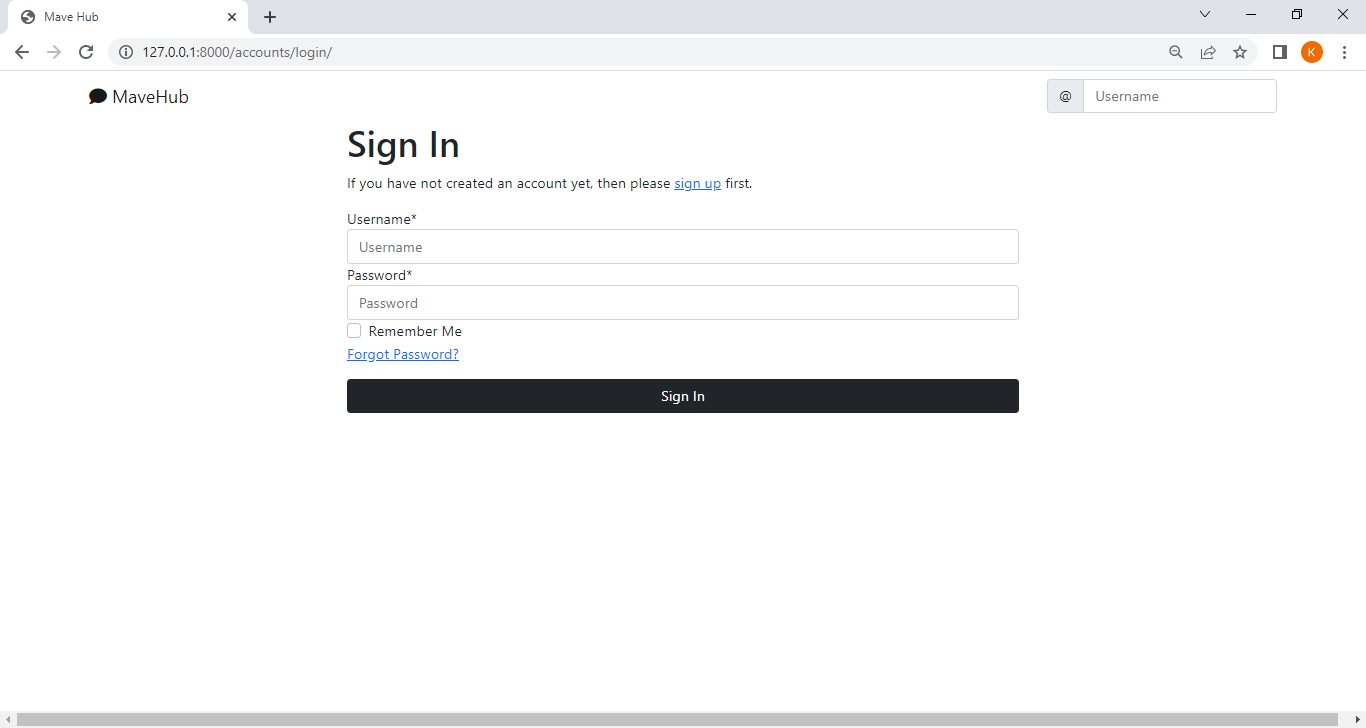 Mave Hub
127.0.0.1:8000/accounts/login/
K
MaveHub
@ Username
Sign In
If you have not created an account yet, then please sign up first.
Username*
Username
Password*
Password
Remember Me
Forgot Password?
Sign In